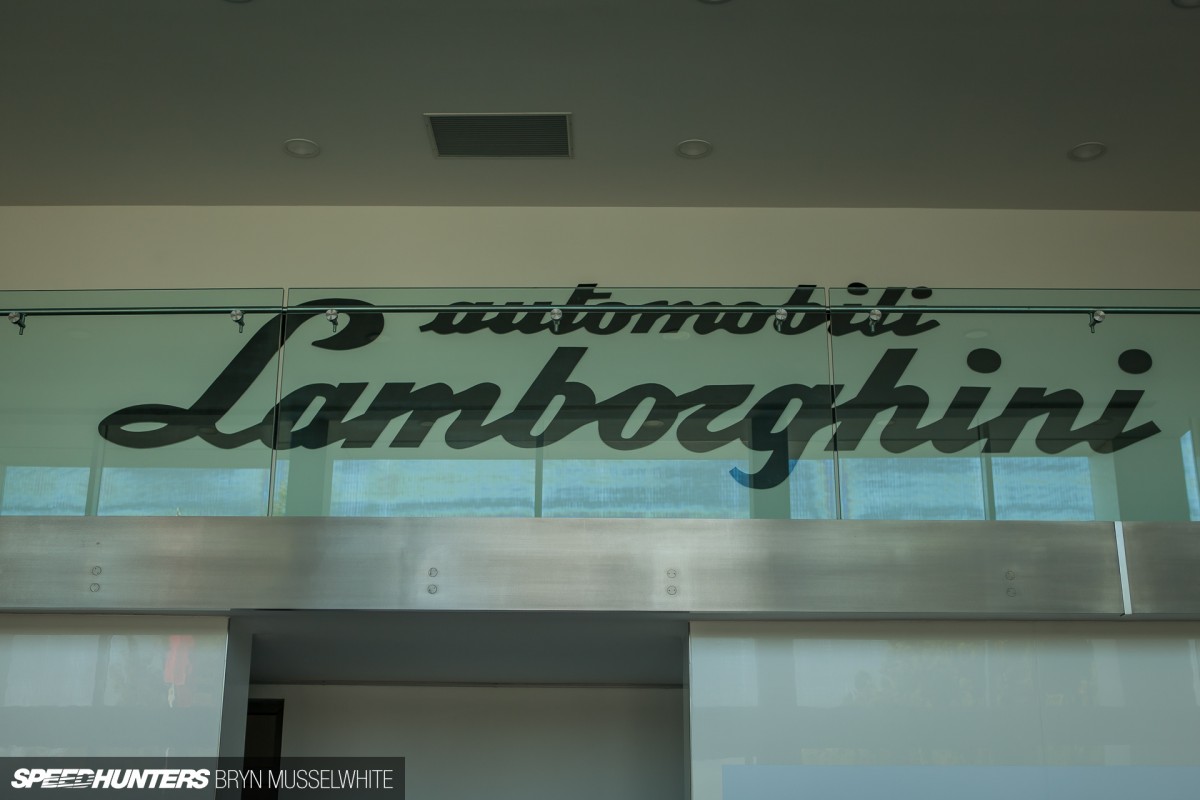 automobili
Lamborghini
SPEEDHUNTERS BRYN MUSSELWHITE